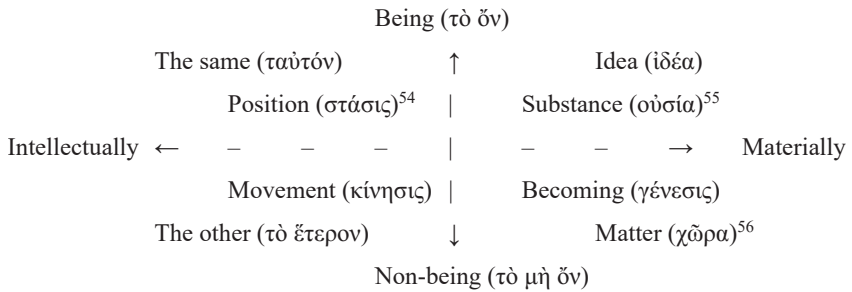 Being (τὸ ὄν)
The same (ταὐτόν) ↑ Idea (ἰδέα)
Position (στάσις)54 | Substance (οὐσία)55
Intellectually ← – – – | – – → Materially
Movement (κίνησις) | Becoming (γένεσις)
The other (τὸ ἕτερον) ↓ Matter (χῶρα)56
Non-being (τὸ μὴ ὄν)